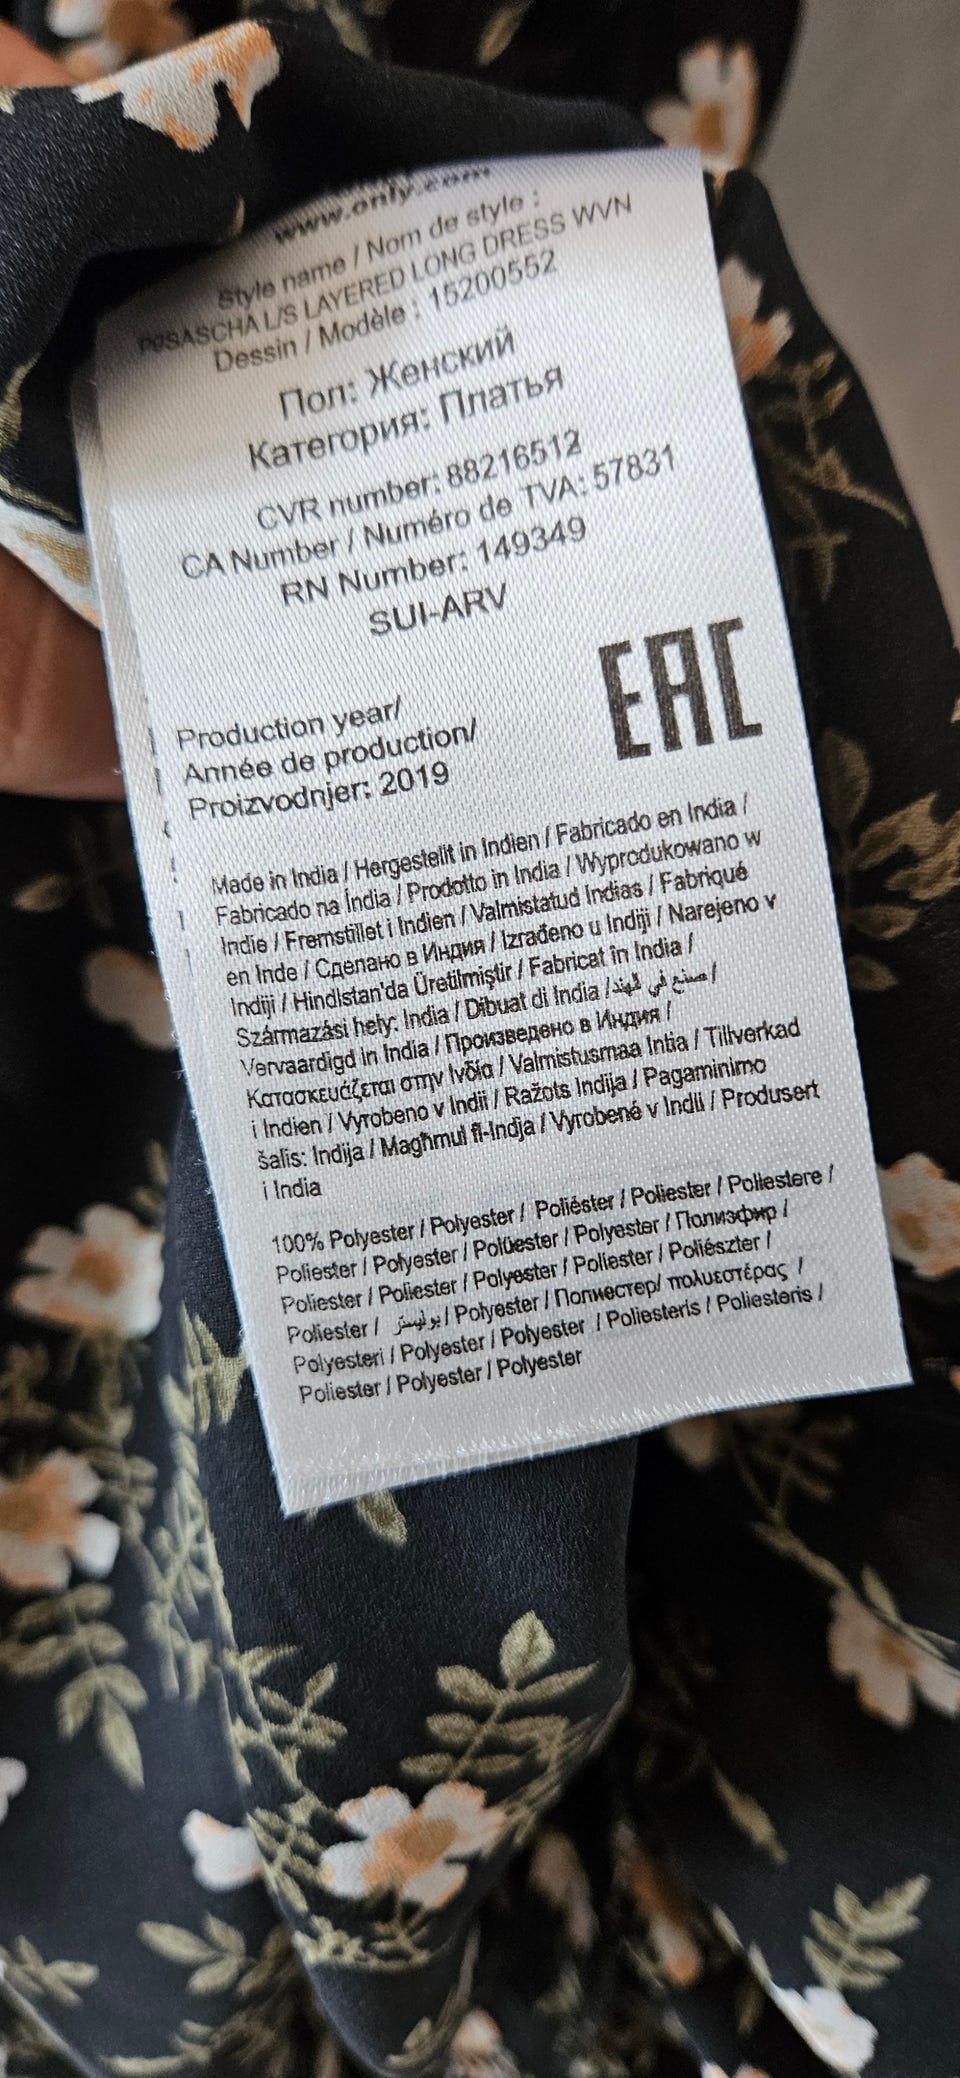 www.only.com
Style name / Nom de style :
PGSASCHA L/S LAYERED LONG DRESS WVN
Dessin / Modèle : 15200552
Пол: Женский
Категория: Платья
CVR number: 88216512
CA Number / Numéro de TVA: 57831
RN Number: 149349
SUI-ARV
EAC
Production year/
Année de production/
Proizvodnjer: 2019
Made in India / Hergestellt in Indien / Fabricado en India /
Fabricado na Índia / Prodotto in India / Wyprodukowano w
Indie / Fremstillet i Indien / Valmistatud Indias / Fabriqué
en Inde / Сделано в Индия / Izrađeno u Indiji / Narejeno v
Indiji / Hindistan'da Üretilmiştir / Fabricat în India /
Származási hely: India / Dibuat di India / صنع في الهند /
Vervaardigd in India / Произведено в Индия /
Κατασκευάζεται στην Ινδία / Valmistusmaa Intia / Tillverkad
i Indien / Vyrobeno v Indii / Ražots Indija / Pagaminimo
šalis: Indija / Magħmul fl-Indja / Vyrobené v Indii / Produsert
i India
100% Polyester / Polyester / Poliéster / Poliester / Poliestere /
Poliester / Polyester / Polüester / Polyester / Полиэфир /
Poliester / Poliester / Polyester / Poliester / Poliészter /
Poliester / بوليستر / Polyester / Полиестер/ πολυεστέρας /
Polyesteri / Polyester / Polyester / Poliesteris / Poliesteris /
Poliester / Polyester / Polyester